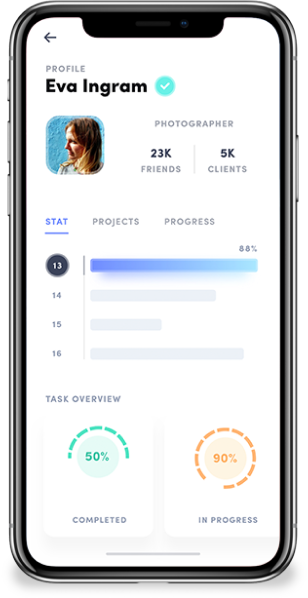 PROFILE
Eva Ingram
PHOTOGRAPHER
23K 5K
FRIENDS CLIENTS
STAT PROJECTS PROGRESS
88%
13
14
15
16
TASK OVERVIEW
50% 90%
COMPLETED IN PROGRESS